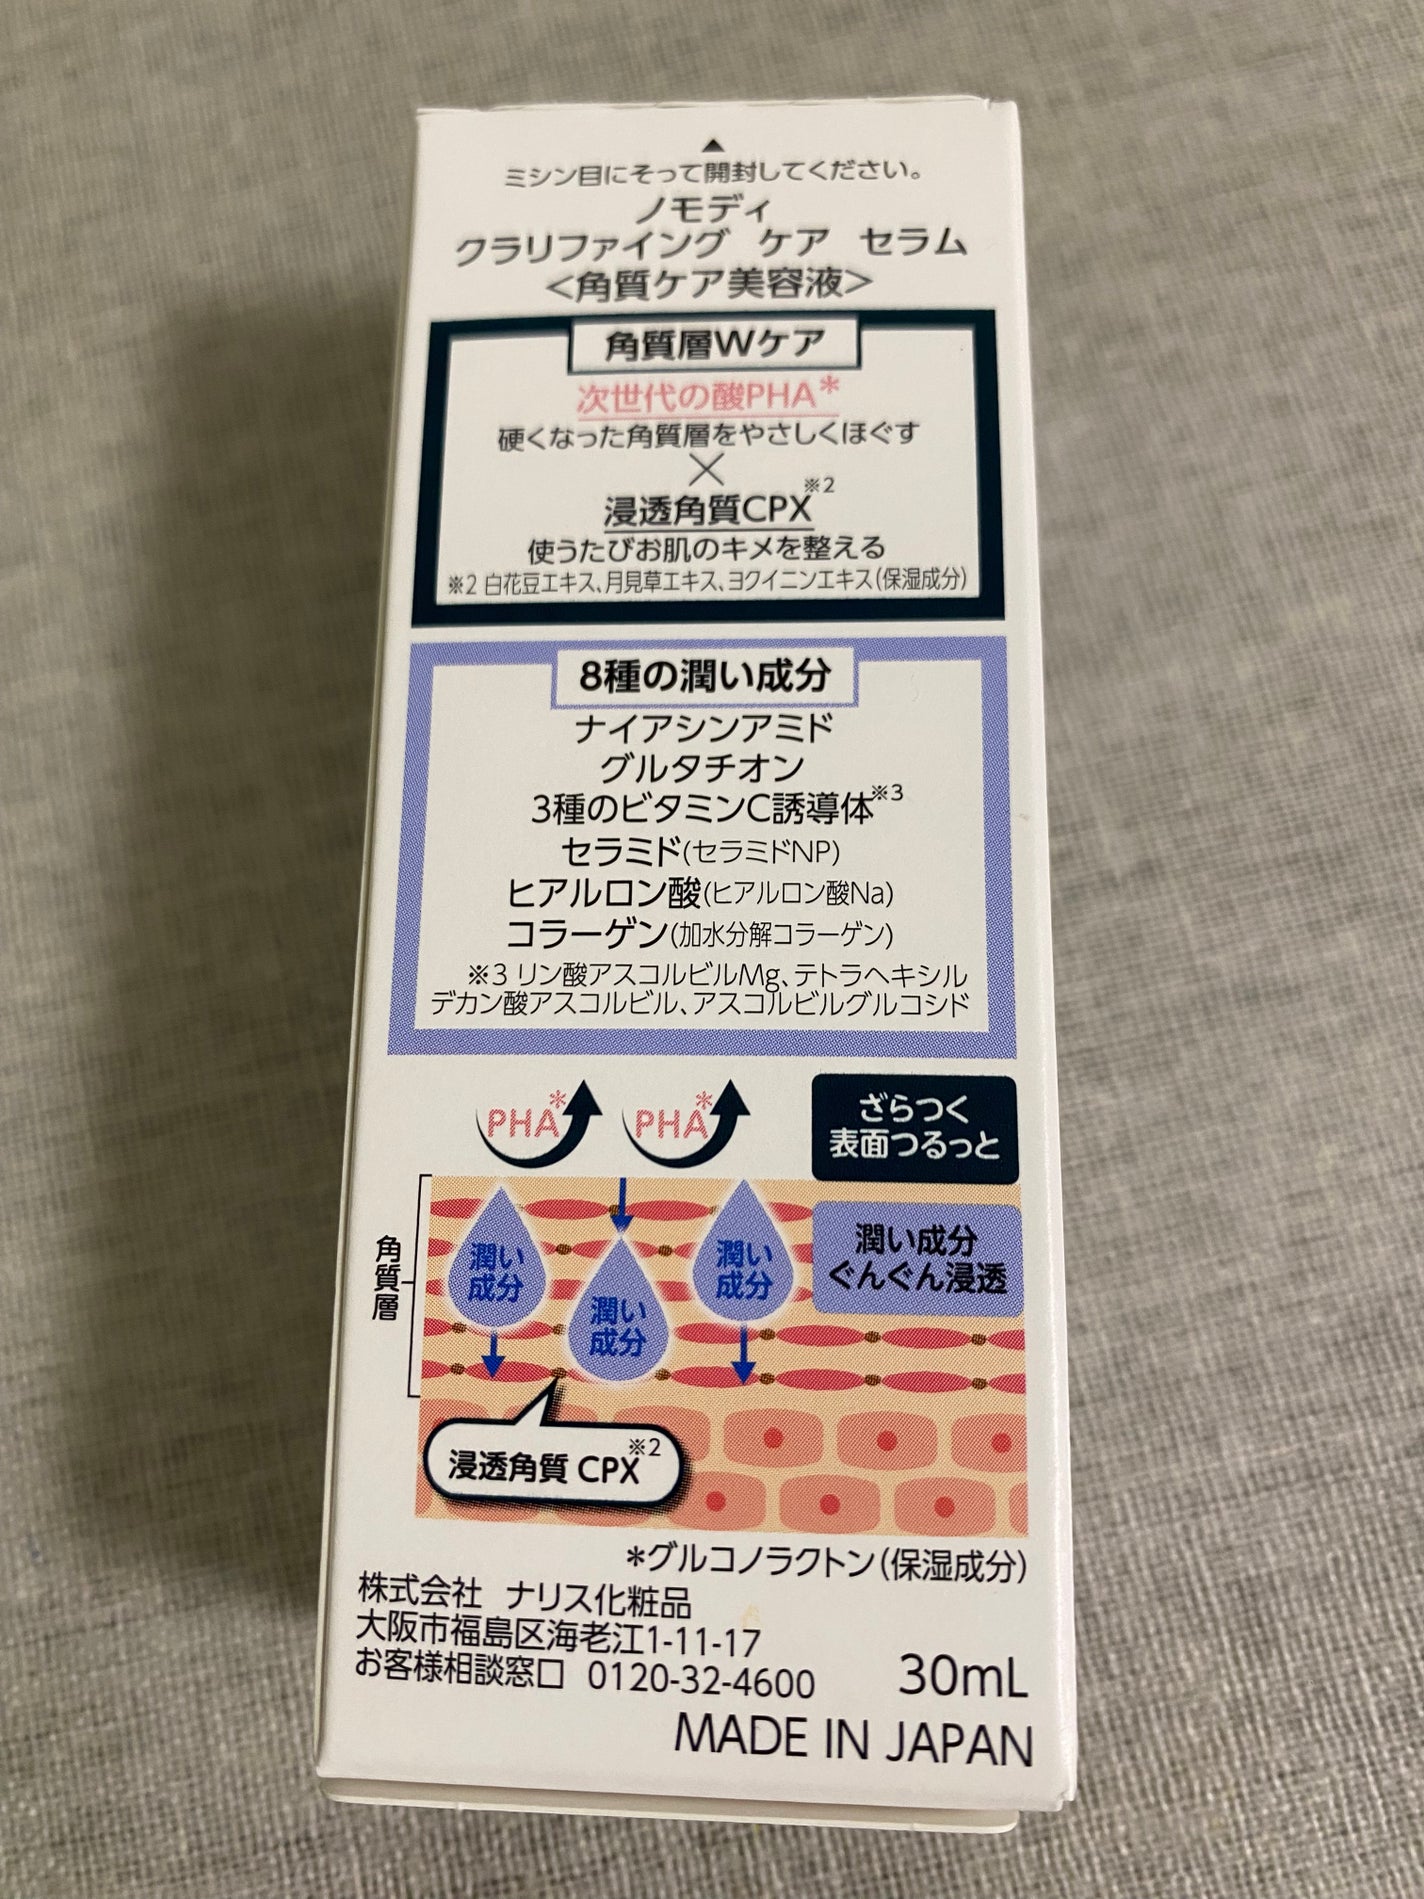 ▲
ミシン目にそって開封してください。
ノモディ
クラリファイング ケア セラム
<角質ケア美容液>
角質層Wケア
次世代の酸PHA*
硬くなった角質層をやさしくほぐす
×
浸透角質CPX※2
使うたびお肌のキメを整える
※2 白花豆エキス、月見草エキス、ヨクイニンエキス(保湿成分)
8種の潤い成分
ナイアシンアミド
グルタチオン
3種のビタミンC誘導体※3
セラミド(セラミドNP)
ヒアルロン酸(ヒアルロン酸Na)
コラーゲン(加水分解コラーゲン)
※3 リン酸アスコルビルMg、テトラヘキシル
デカン酸アスコルビル、アスコルビルグルコシド
PHA*
PHA*
ざらつく
表面つるっと
角質層
潤い
成分
潤い
成分
潤い
成分
潤い成分
ぐんぐん浸透
浸透角質 CPX※2
*グルコノラクトン(保湿成分)
株式会社 ナリス化粧品
大阪市福島区海老江1-11-17
お客様相談窓口 0120-32-4600
30mL
MADE IN JAPAN